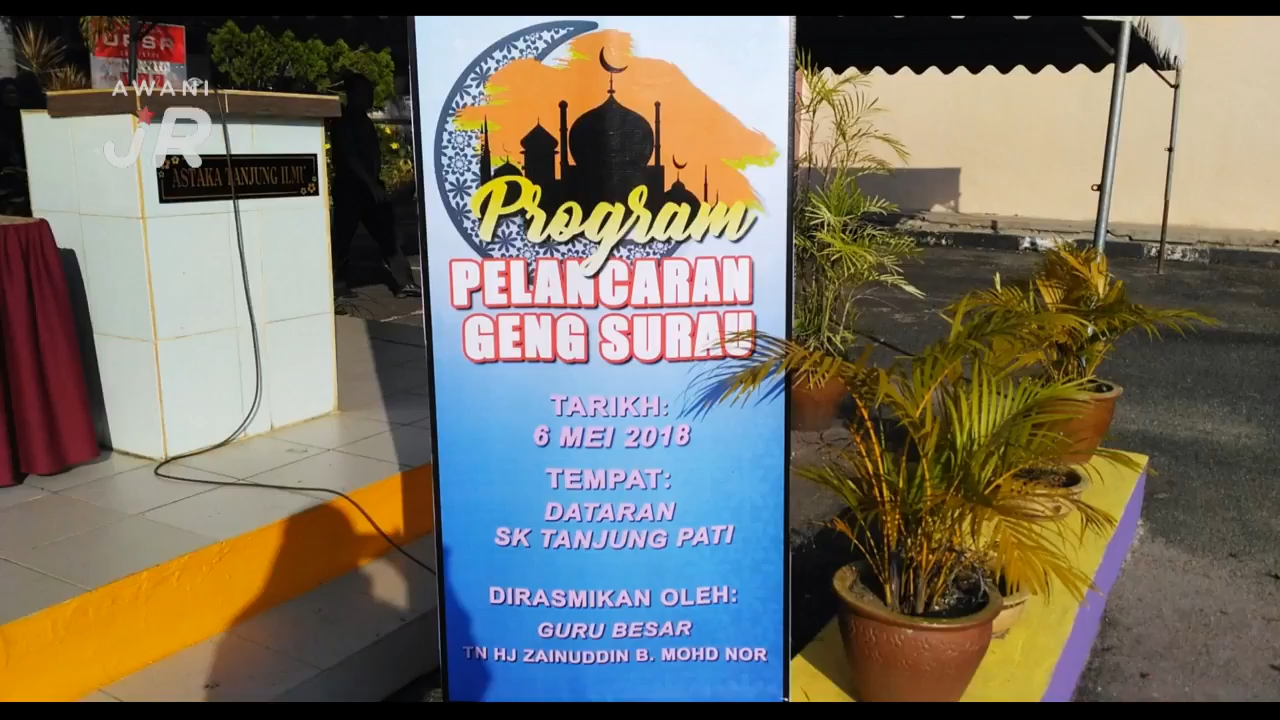 UPSR
AWANI
jR
ASTAKA TANJUNG ILMU
Program
PELANCARAN
GENG SURAU
TARIKH:
6 MEI 2018
TEMPAT:
DATARAN
SK TANJUNG PATI
DIRASMIKAN OLEH:
GURU BESAR
TN HJ ZAINUDDIN B. MOHD NOR